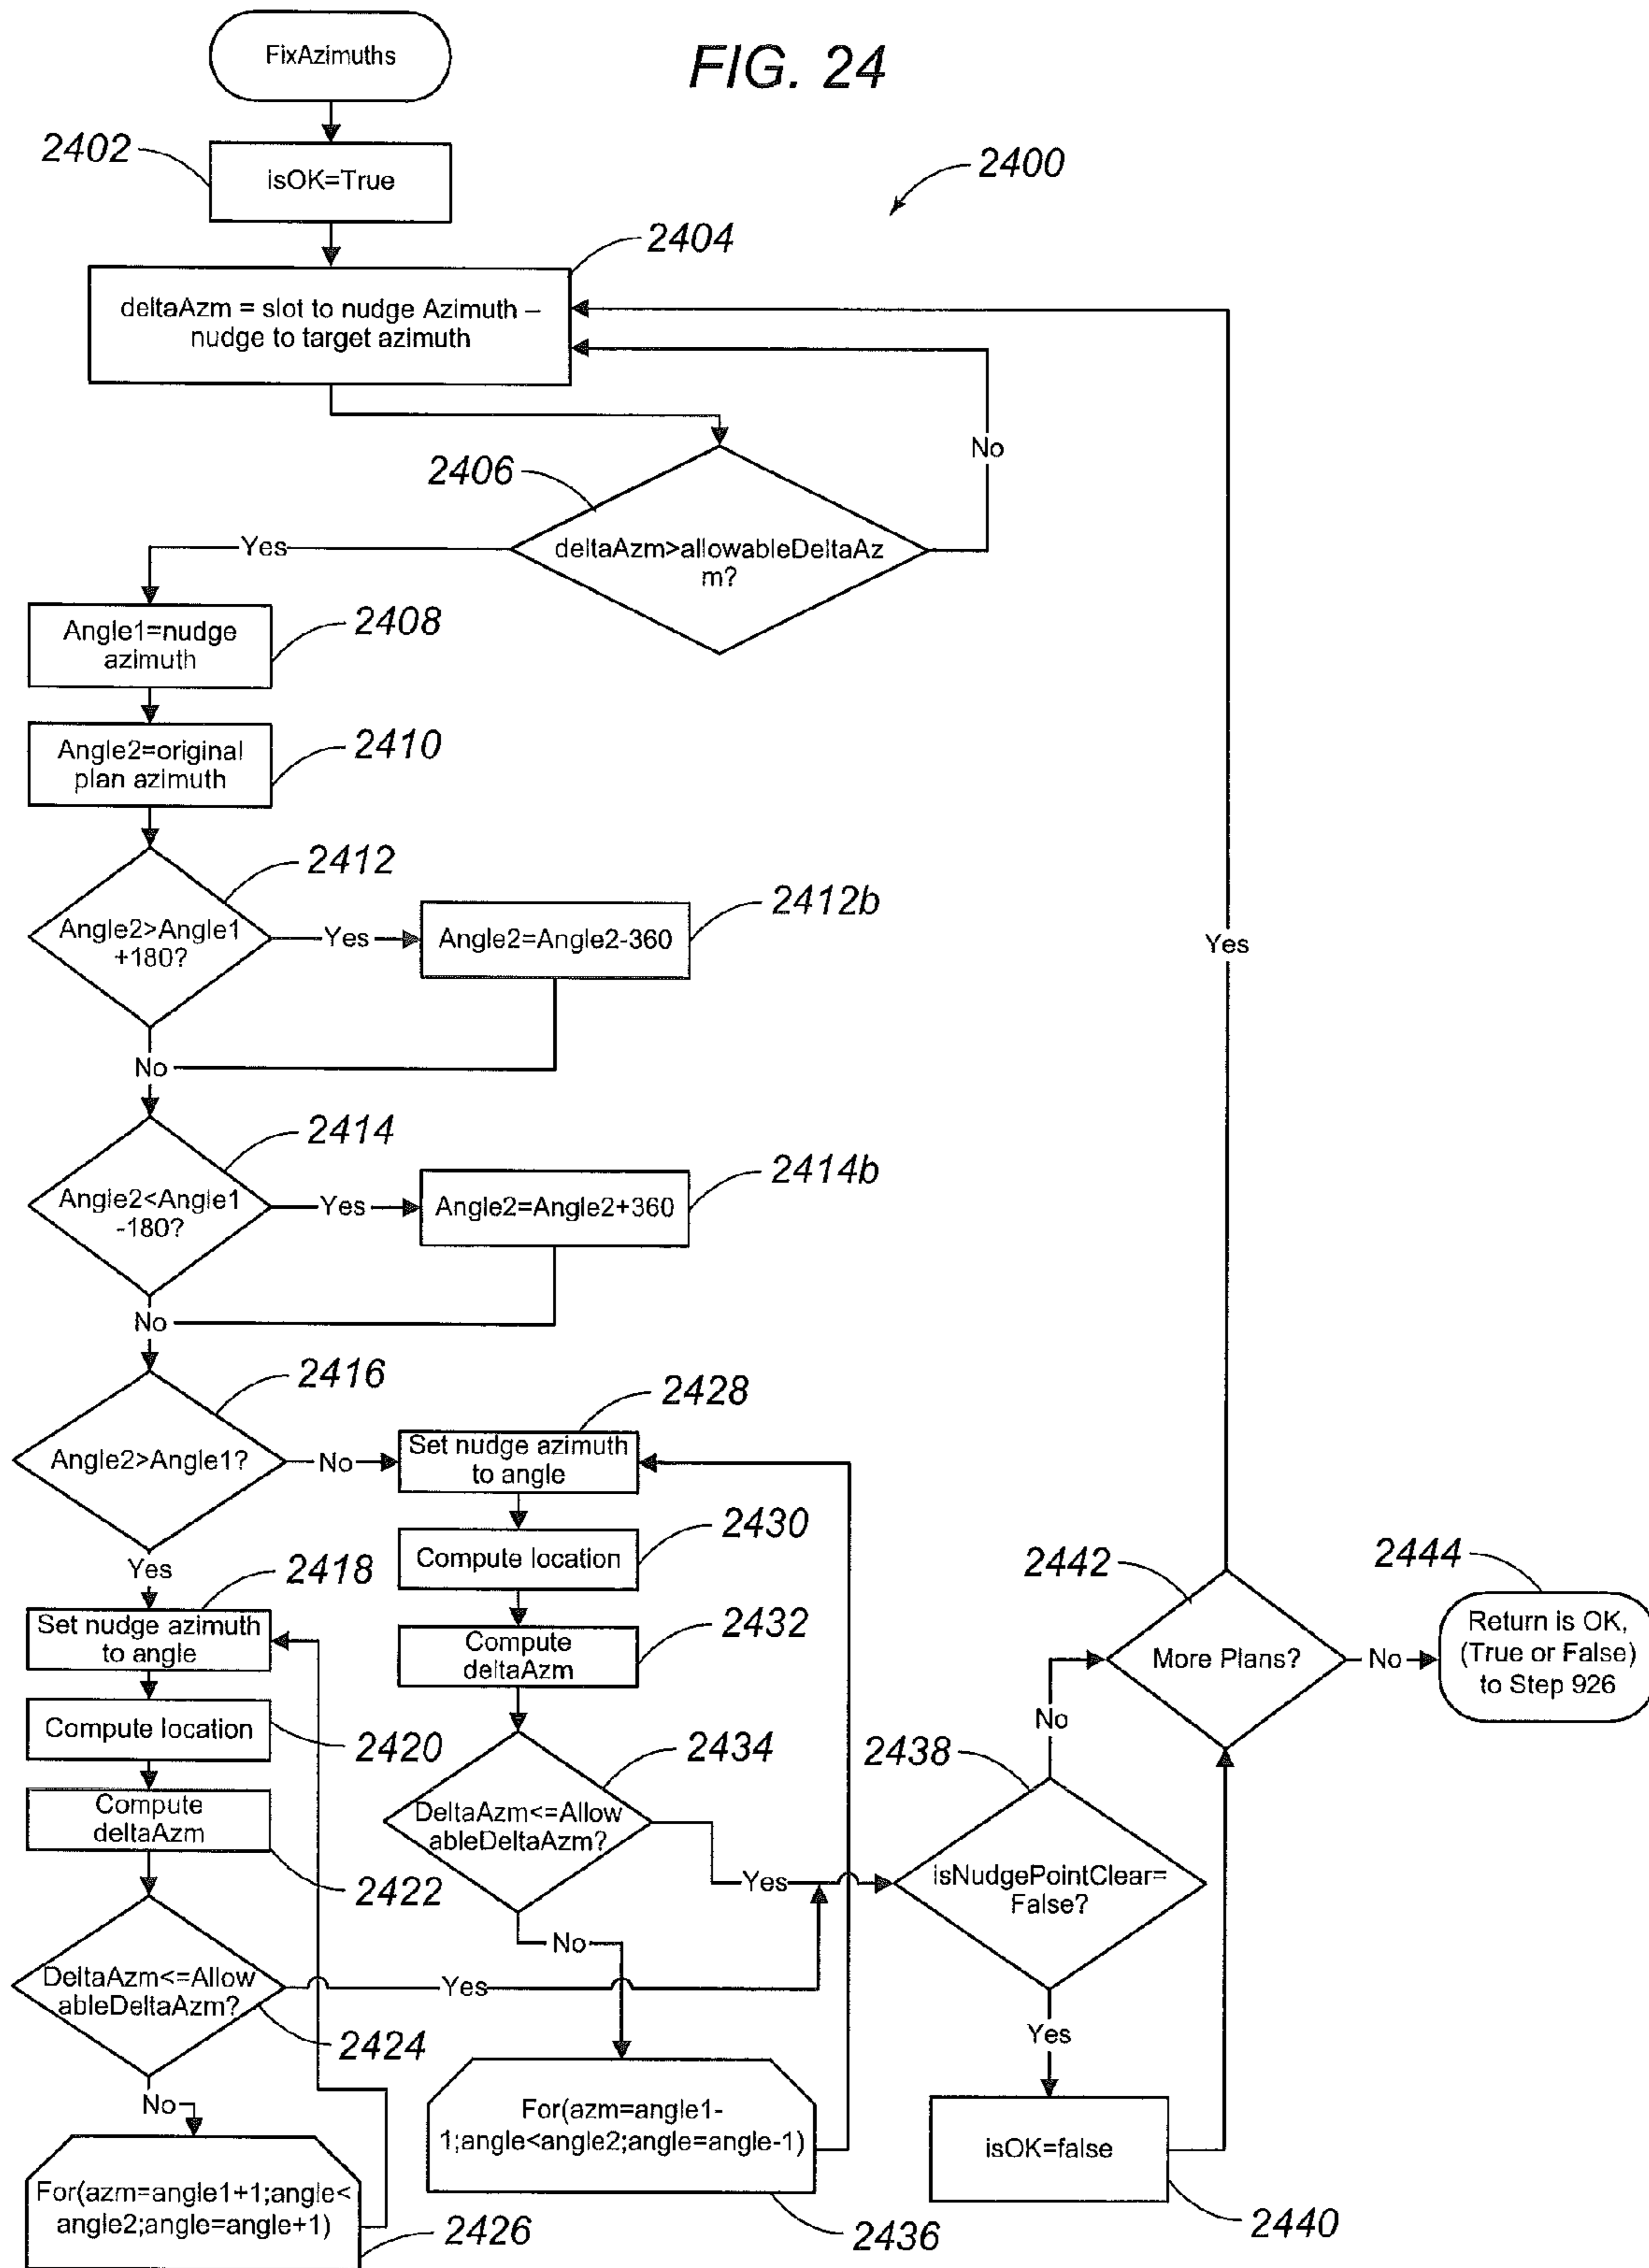 FixAzimuths
FIG. 24
2402
isOK=True
2400
2404
deltaAzm = slot to nudge Azimuth –
nudge to target azimuth
No
2406
deltaAzm>allowableDeltaAz
m?
Yes
Angle1=nudge
azimuth
2408
Angle2=original
plan azimuth
2410
2412
Angle2>Angle1
+180?
Yes
Angle2=Angle2-360
2412b
No
2414
Angle2<Angle1
-180?
Yes
Angle2=Angle2+360
2414b
No
Yes
2416
Angle2>Angle1?
No
2428
Set nudge azimuth
to angle
2430
Compute location
2432
Compute
deltaAzm
2434
DeltaAzm<=Allow
ableDeltaAzm?
Yes
No
Yes
2418
Set nudge azimuth
to angle
Compute location
2420
Compute
deltaAzm
2422
DeltaAzm<=Allow
ableDeltaAzm?
Yes
2424
No
For(azm=angle1+1;angle<
angle2;angle=angle+1)
2426
For(azm=angle1-
1;angle<angle2;angle=angle-1)
2436
2438
isNudgePointClear=
False?
No
Yes
isOK=false
2440
2442
More Plans?
No
2444
Return is OK,
(True or False)
to Step 926